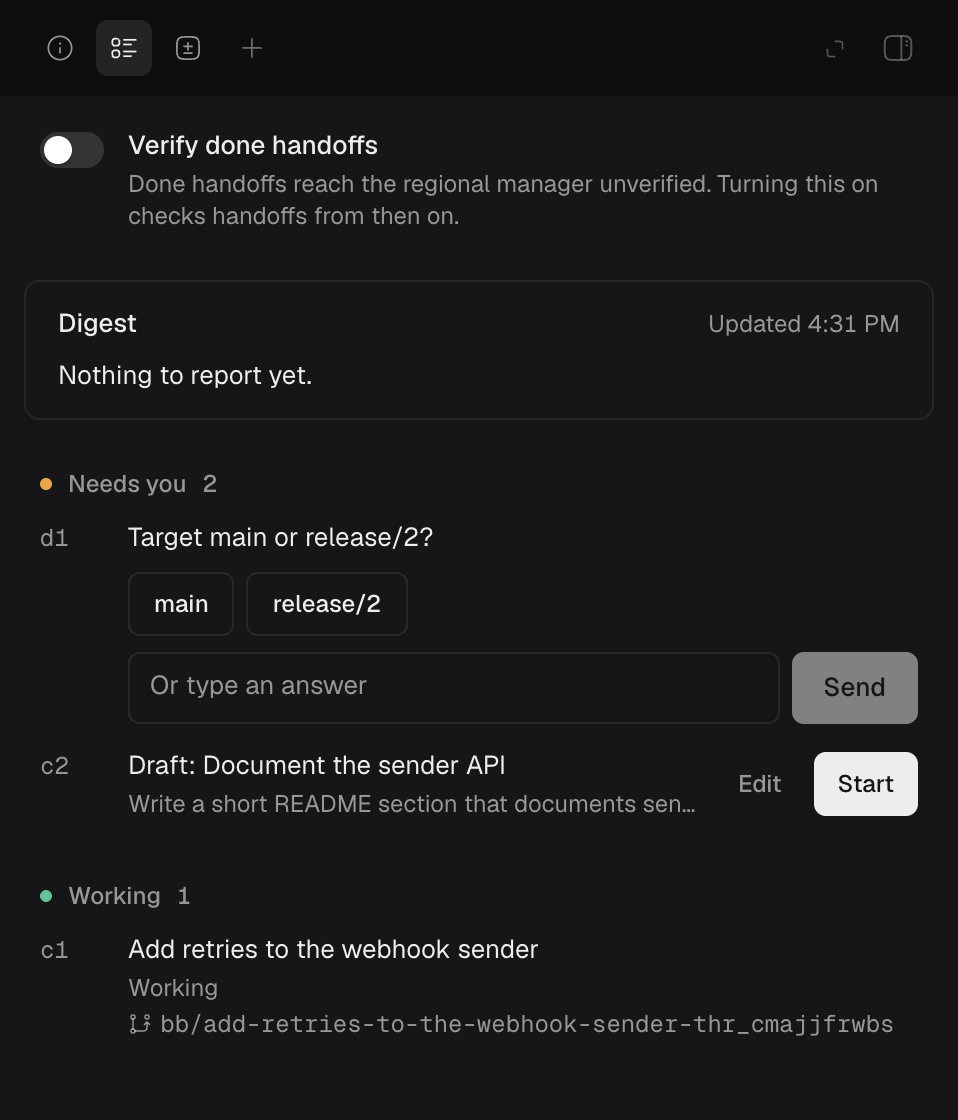 Verify done handoffs
Done handoffs reach the regional manager unverified. Turning this on
checks handoffs from then on.
Digest
Updated 4:31 PM
Nothing to report yet.
Needs you 2
d1
Target main or release/2?
main
release/2
Or type an answer
Send
c2
Draft: Document the sender API
Write a short README section that documents sen…
Edit
Start
Working 1
c1
Add retries to the webhook sender
Working
bb/add-retries-to-the-webhook-sender-thr_cmajjfrwbs